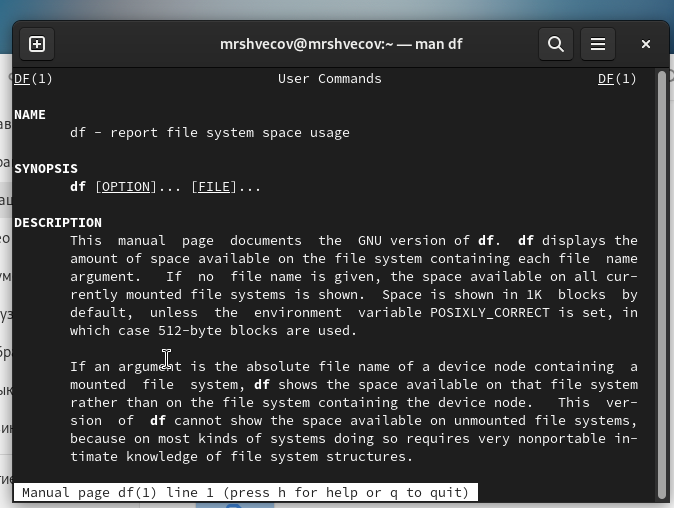 mrshvecov@mrshvecov:~ — man df
DF(1) User Commands DF(1)
NAME
df - report file system space usage
SYNOPSIS
df [OPTION]... [FILE]...
DESCRIPTION
This manual page documents the GNU version of df. df displays the
amount of space available on the file system containing each file name
argument. If no file name is given, the space available on all cur-
rently mounted file systems is shown. Space is shown in 1K blocks by
default, unless the environment variable POSIXLY_CORRECT is set, in
which case 512-byte blocks are used.
If an argument is the absolute file name of a device node containing a
mounted file system, df shows the space available on that file system
rather than on the file system containing the device node. This ver-
sion of df cannot show the space available on unmounted file systems,
because on most kinds of systems doing so requires very nonportable in-
timate knowledge of file system structures.
Manual page df(1) line 1 (press h for help or q to quit)